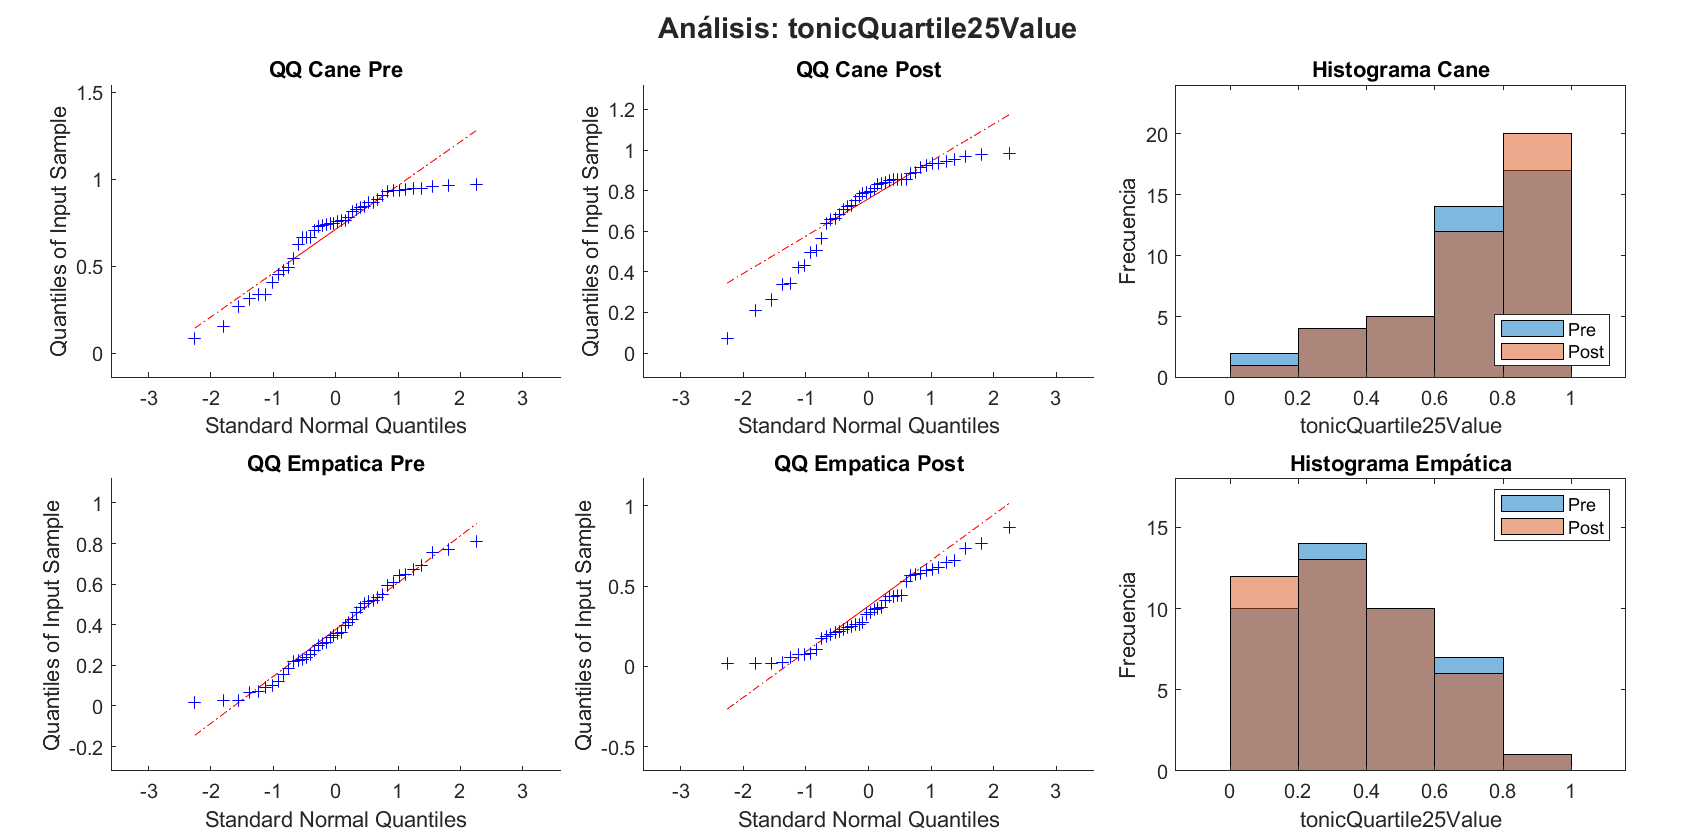 Análisis: tonicQuartile25Value
QQ Cane Pre
Quantiles of Input Sample
1.5
1
0.5
0
-3 -2 -1 0 1 2 3
Standard Normal Quantiles
QQ Cane Post
Quantiles of Input Sample
1.2
1
0.8
0.6
0.4
0.2
0
-3 -2 -1 0 1 2 3
Standard Normal Quantiles
Histograma Cane
Frecuencia
20
15
10
5
0
Pre
Post
0 0.2 0.4 0.6 0.8 1
tonicQuartile25Value
QQ Empatica Pre
Quantiles of Input Sample
1
0.8
0.6
0.4
0.2
0
-0.2
-3 -2 -1 0 1 2 3
Standard Normal Quantiles
QQ Empatica Post
Quantiles of Input Sample
1
0.5
0
-0.5
-3 -2 -1 0 1 2 3
Standard Normal Quantiles
Histograma Empática
Frecuencia
15
10
5
0
Pre
Post
0 0.2 0.4 0.6 0.8 1
tonicQuartile25Value